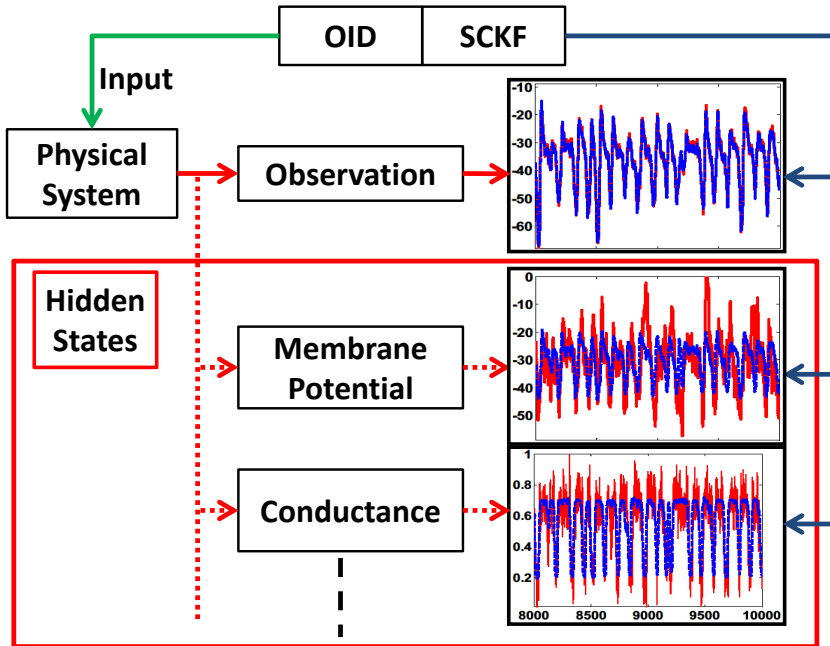 OID SCKF
Input
Physical
System
Observation
-10
-20
-30
-40
-50
-60
Hidden
States
Membrane
Potential
0
-10
-20
-30
-40
-50
Conductance
1
0.8
0.6
0.4
0.2
8000 8500 9000 9500 10000